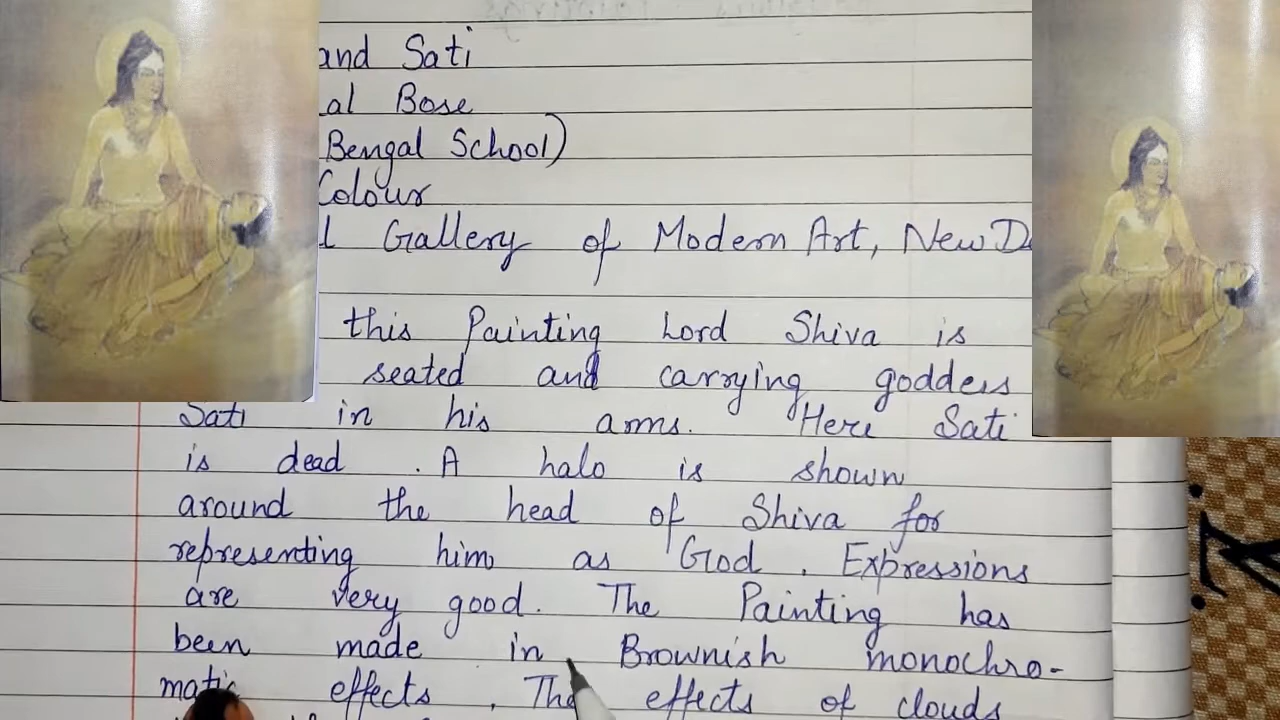 and Sati
al Bose
Bengal School)
Colour
l Gallery of Modern Art, New D
this Painting Lord Shiva is
seated and carrying goddess
Sati in his arms. Here Sati
is dead . A halo is shown
around the head of Shiva for
representing him as God . Expressions
are very good. The Painting has
been made in Brownish monochro-
matic effects . The effects of clouds